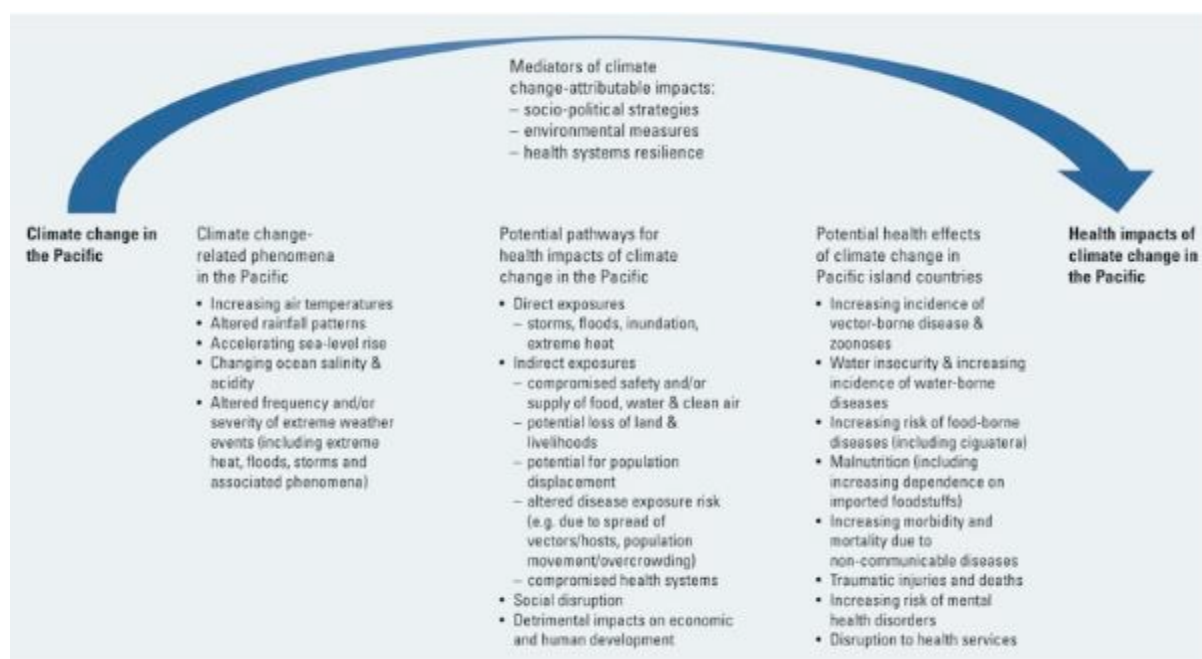 Mediators of climate
change-attributable impacts:
– socio-political strategies
– environmental measures
– health systems resilience
Climate change in
the Pacific
Climate change-
related phenomena
in the Pacific
• Increasing air temperatures
• Altered rainfall patterns
• Accelerating sea-level rise
• Changing ocean salinity &
acidity
• Altered frequency and/or
severity of extreme weather
events (including extreme
heat, floods, storms and
associated phenomena)
Potential pathways for
health impacts of climate
change in the Pacific
• Direct exposures
– storms, floods, inundation,
extreme heat
• Indirect exposures
– compromised safety and/or
supply of food, water & clean air
– potential loss of land &
livelihoods
– potential for population
displacement
– altered disease exposure risk
(e.g. due to spread of
vectors/hosts, population
movement/overcrowding)
– compromised health systems
• Social disruption
• Detrimental impacts on economic
and human development
Potential health effects
of climate change in
Pacific island countries
• Increasing incidence of
vector-borne disease &
zoonoses
• Water insecurity & increasing
incidence of water-borne
diseases
• Increasing risk of food-borne
diseases (including ciguatera)
• Malnutrition (including
increasing dependence on
imported foodstuffs)
• Increasing morbidity and
mortality due to
non-communicable diseases
• Traumatic injuries and deaths
• Increasing risk of mental
health disorders
• Disruption to health services
Health impacts of
climate change in
the Pacific